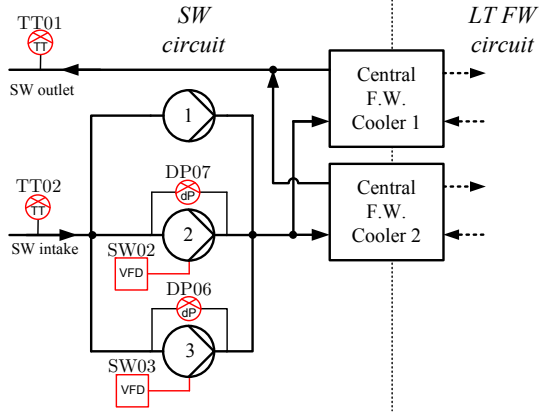 TT01
TT
SW outlet
SW
circuit
LT FW
circuit
1
Central
F.W.
Cooler 1
TT02
TT
SW intake
DP07
dP
2
SW02
VFD
Central
F.W.
Cooler 2
DP06
dP
3
SW03
VFD